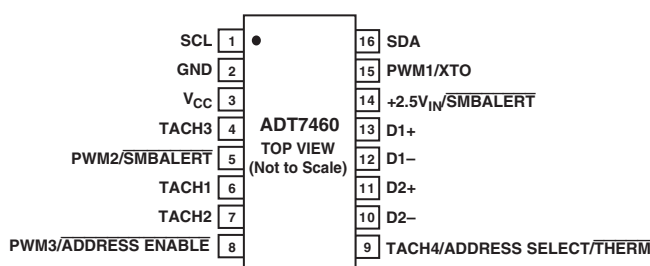 SCL 1
GND 2
VCC 3
TACH3 4
PWM2/SMBALERT 5
TACH1 6
TACH2 7
PWM3/ADDRESS ENABLE 8
ADT7460
TOP VIEW
(Not to Scale)
16 SDA
15 PWM1/XTO
14 +2.5VIN/SMBALERT
13 D1+
12 D1–
11 D2+
10 D2–
9 TACH4/ADDRESS SELECT/THERM